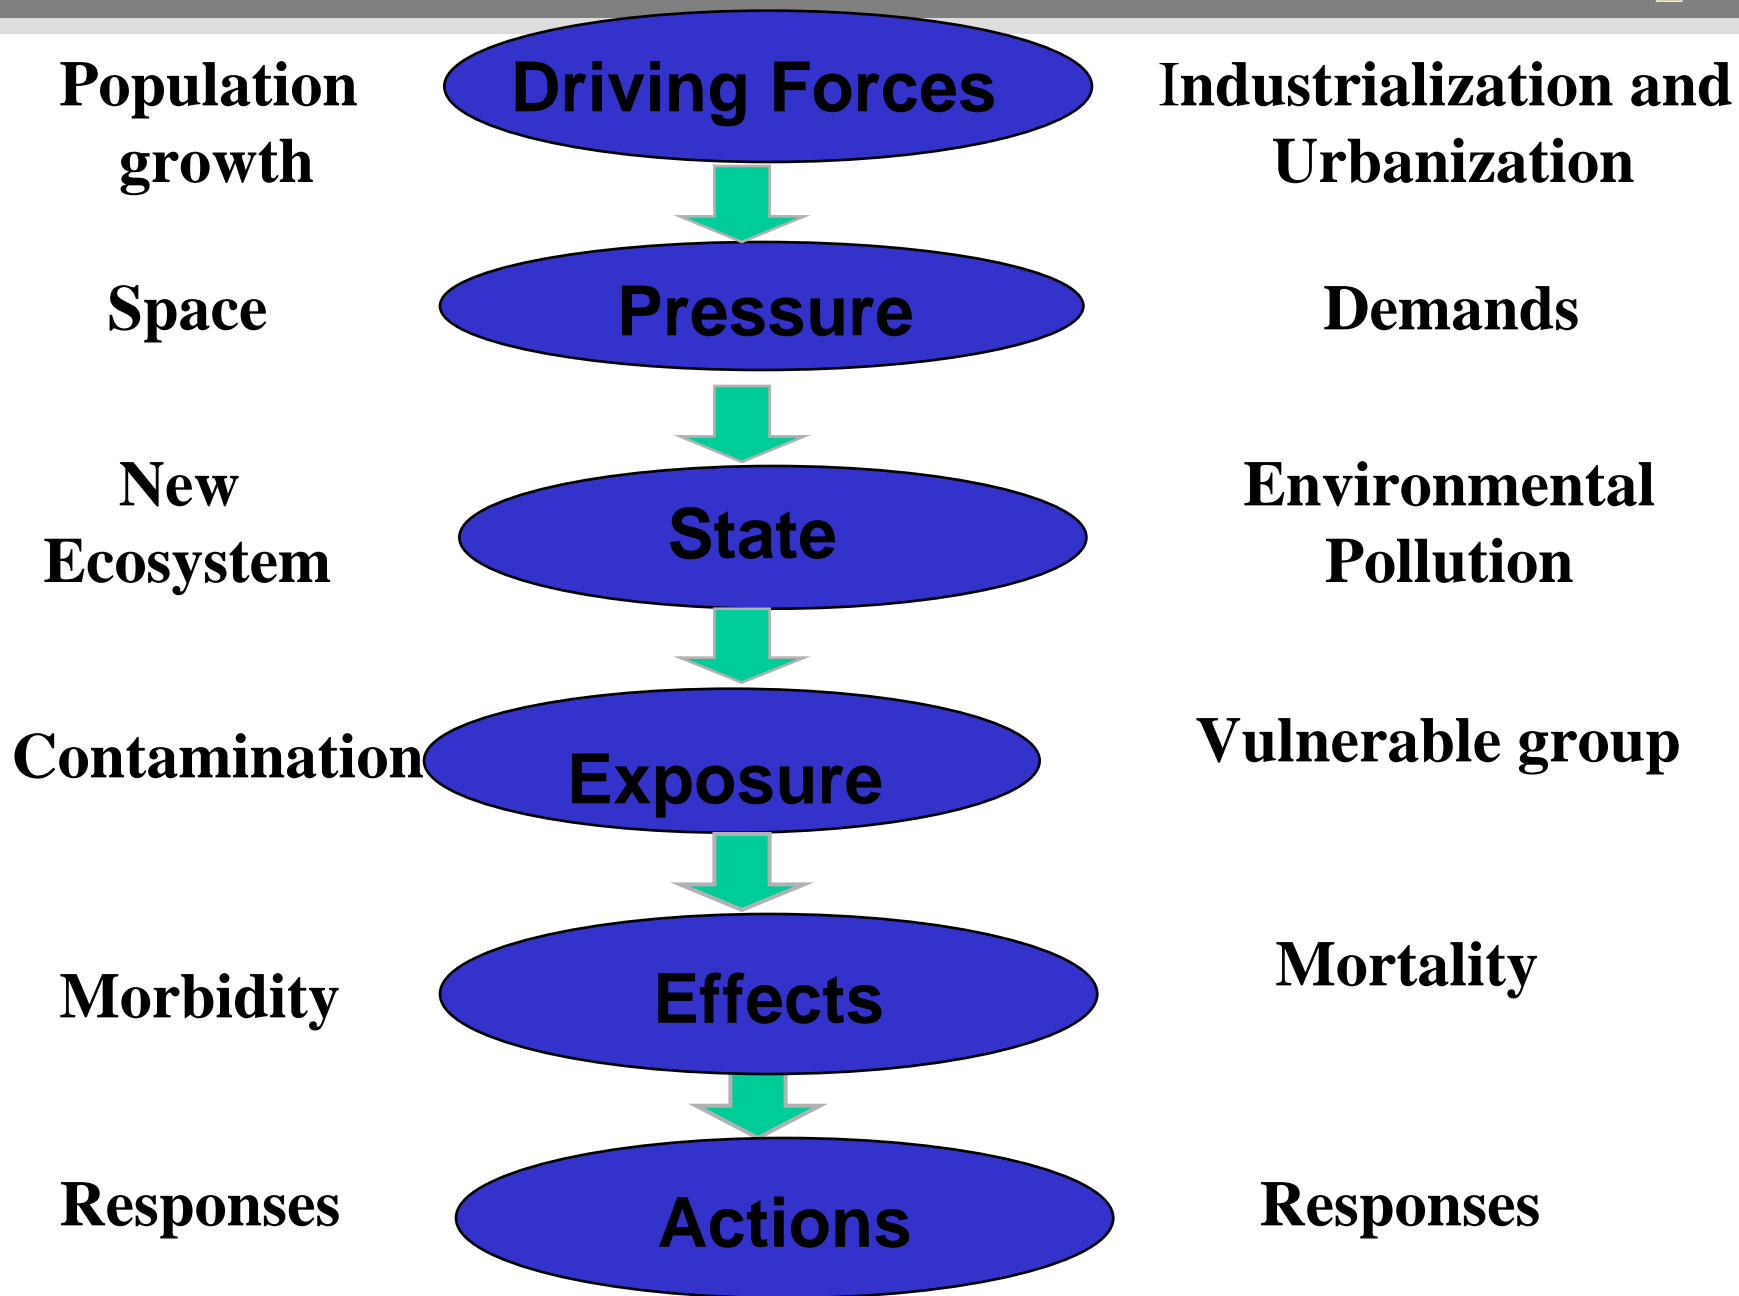 Population
growth
Driving Forces
Industrialization and
Urbanization
Space
Pressure
Demands
New
Ecosystem
State
Environmental
Pollution
Contamination
Exposure
Vulnerable group
Morbidity
Effects
Mortality
Responses
Actions
Responses